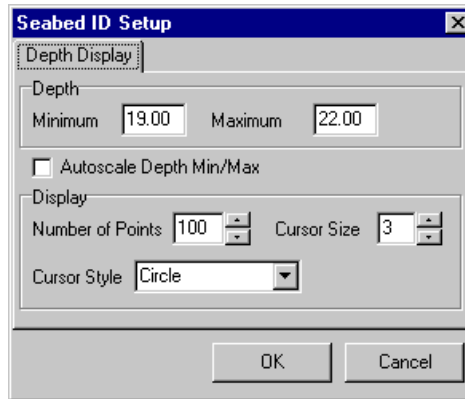 Seabed ID Setup
Depth Display
Depth
Minimum 19.00 Maximum 22.00
Autoscale Depth Min/Max
Display
Number of Points 100 Cursor Size 3
Cursor Style Circle
OK Cancel